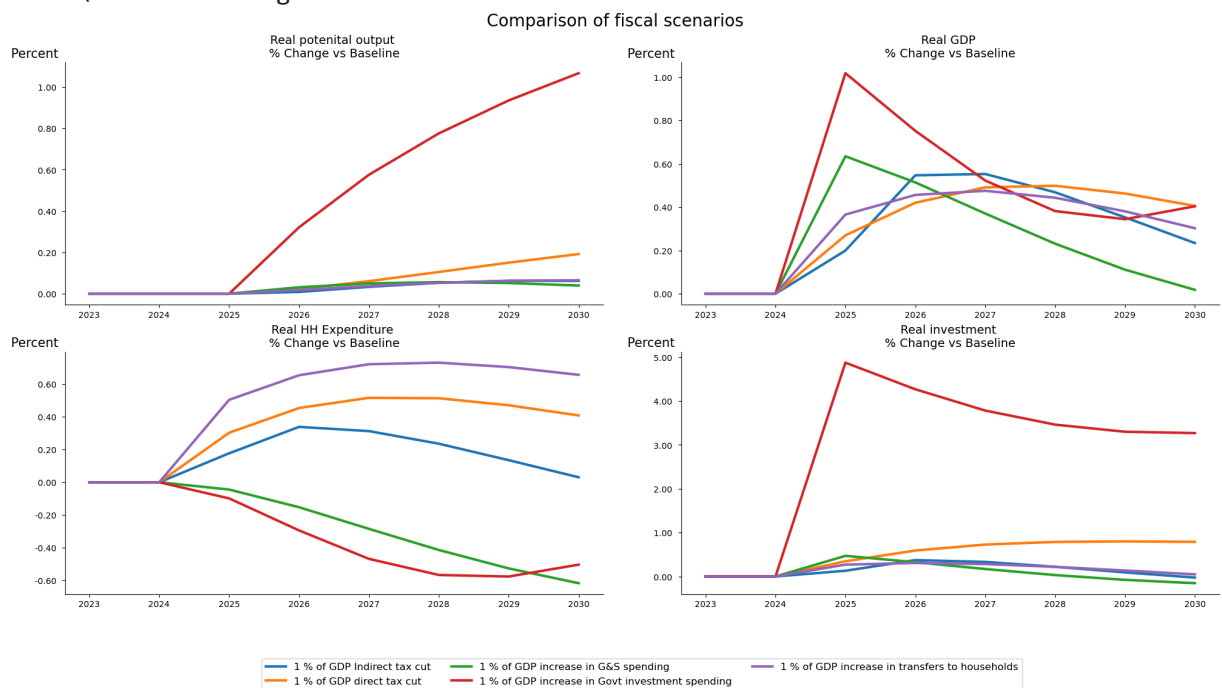 Comparison of fiscal scenarios
Real potenital output
Percent % Change vs Baseline
1.00
0.80
0.60
0.40
0.20
0.00
2023 2024 2025 2026 2027 2028 2029 2030
Real GDP
Percent % Change vs Baseline
1.00
0.80
0.60
0.40
0.20
0.00
2023 2024 2025 2026 2027 2028 2029 2030
Real HH Expenditure
Percent % Change vs Baseline
0.60
0.40
0.20
0.00
-0.20
-0.40
-0.60
2023 2024 2025 2026 2027 2028 2029 2030
Real investment
Percent % Change vs Baseline
5.00
4.00
3.00
2.00
1.00
0.00
2023 2024 2025 2026 2027 2028 2029 2030
1 % of GDP Indirect tax cut
1 % of GDP direct tax cut
1 % of GDP increase in G&S spending
1 % of GDP increase in Govt investment spending
1 % of GDP increase in transfers to households